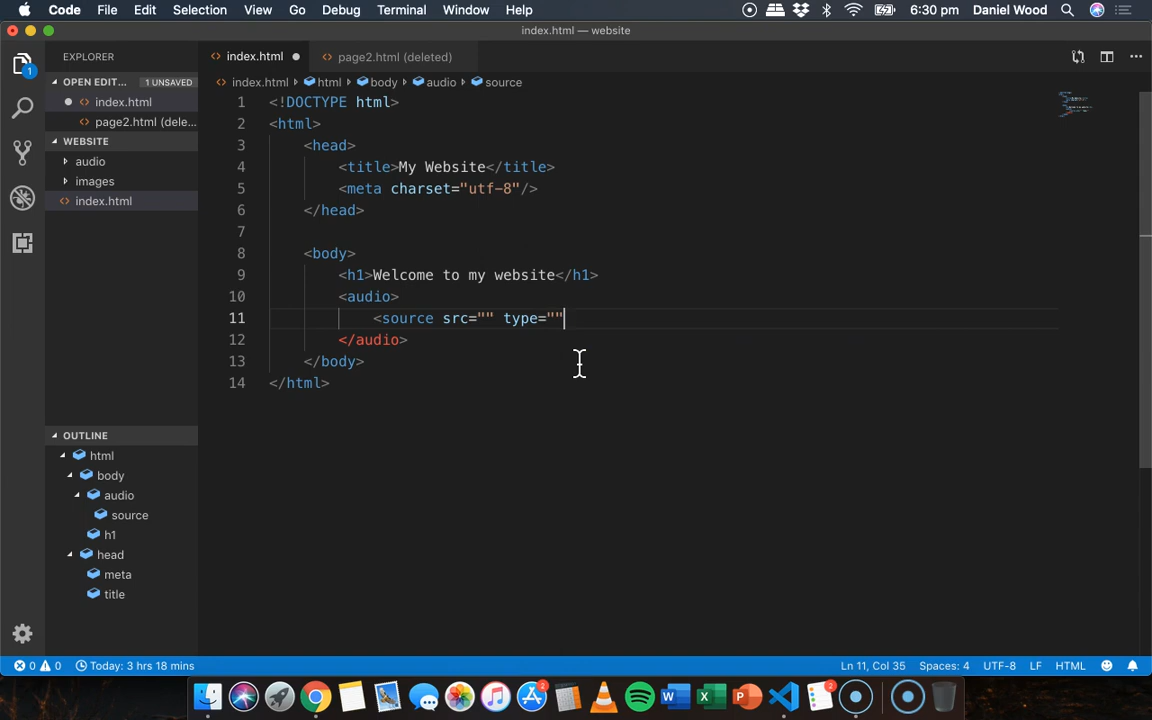 Code File Edit Selection View Go Debug Terminal Window Help 6:30 pm Daniel Wood
index.html — website
EXPLORER
index.html
page2.html (deleted)
1
OPEN EDIT... 1 UNSAVED
index.html html body audio source
index.html
page2.html (dele...
WEBSITE
audio
images
index.html
1 <!DOCTYPE html>
2 <html>
3 <head>
4 <title>My Website</title>
5 <meta charset="utf-8"/>
6 </head>
7
8 <body>
9 <h1>Welcome to my website</h1>
10 <audio>
11 <source src="" type=""
12 </audio>
13 </body>
14 </html>
OUTLINE
html
body
audio
source
h1
head
meta
title
0 0 Today: 3 hrs 18 mins Ln 11, Col 35 Spaces: 4 UTF-8 LF HTML
2
2